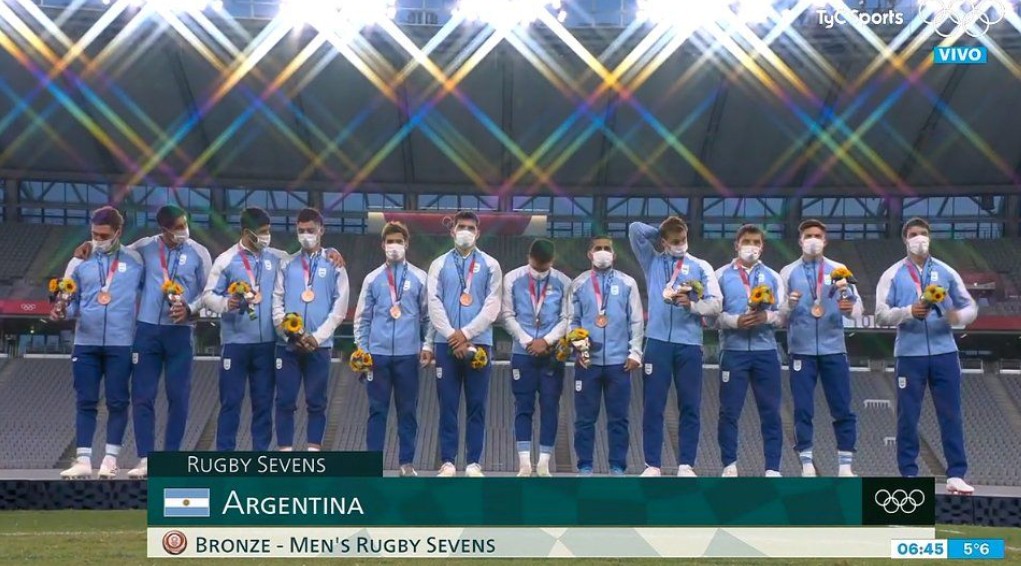 TyC Sports
VIVO
RUGBY SEVENS
ARGENTINA
BRONZE - MEN'S RUGBY SEVENS
06:45 5°6